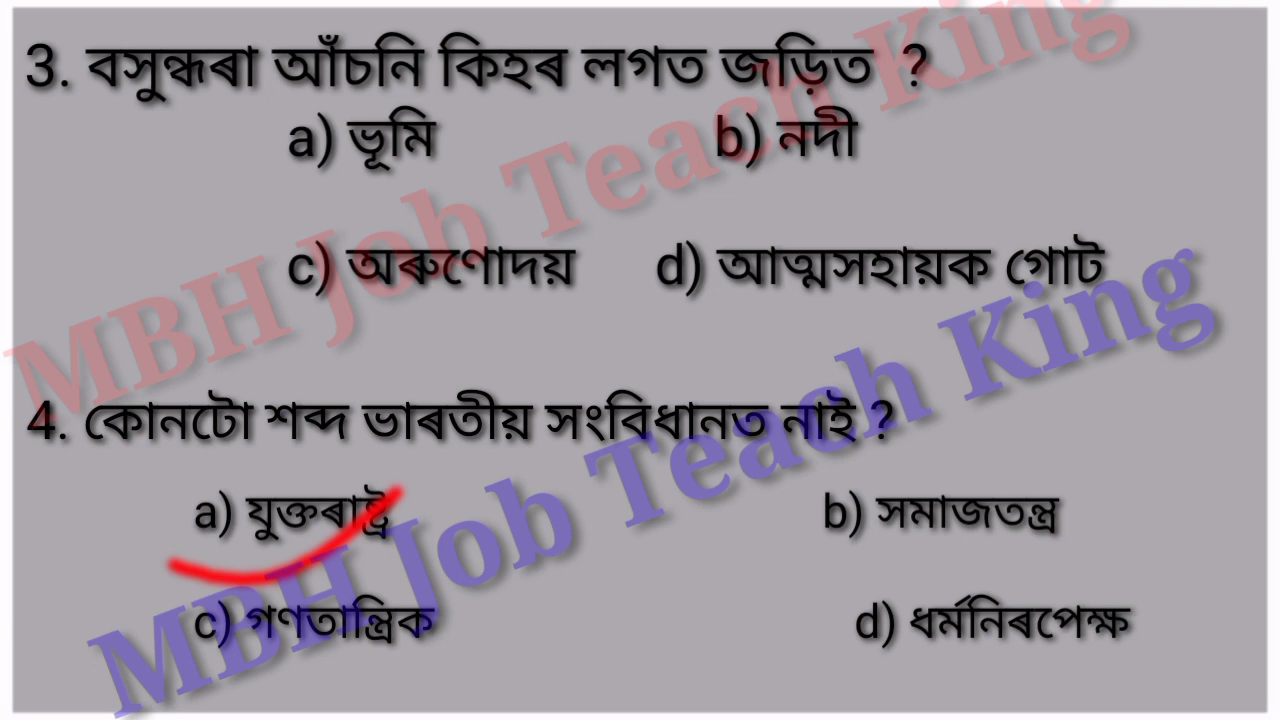 3. বসুন্ধৰা আঁচনি কিহৰ লগত জড়িত ?
a) ভূমি b) নদী
c) অৰুণোদয় d) আত্মসহায়ক গোট
4. কোনটো শব্দ ভাৰতীয় সংবিধানত নাই ?
a) যুক্তৰাষ্ট্ৰ b) সমাজতন্ত্ৰ
c) গণতান্ত্ৰিক d) ধৰ্মনিৰপেক্ষ
MBH Job Teach King
MBH Job Teach King